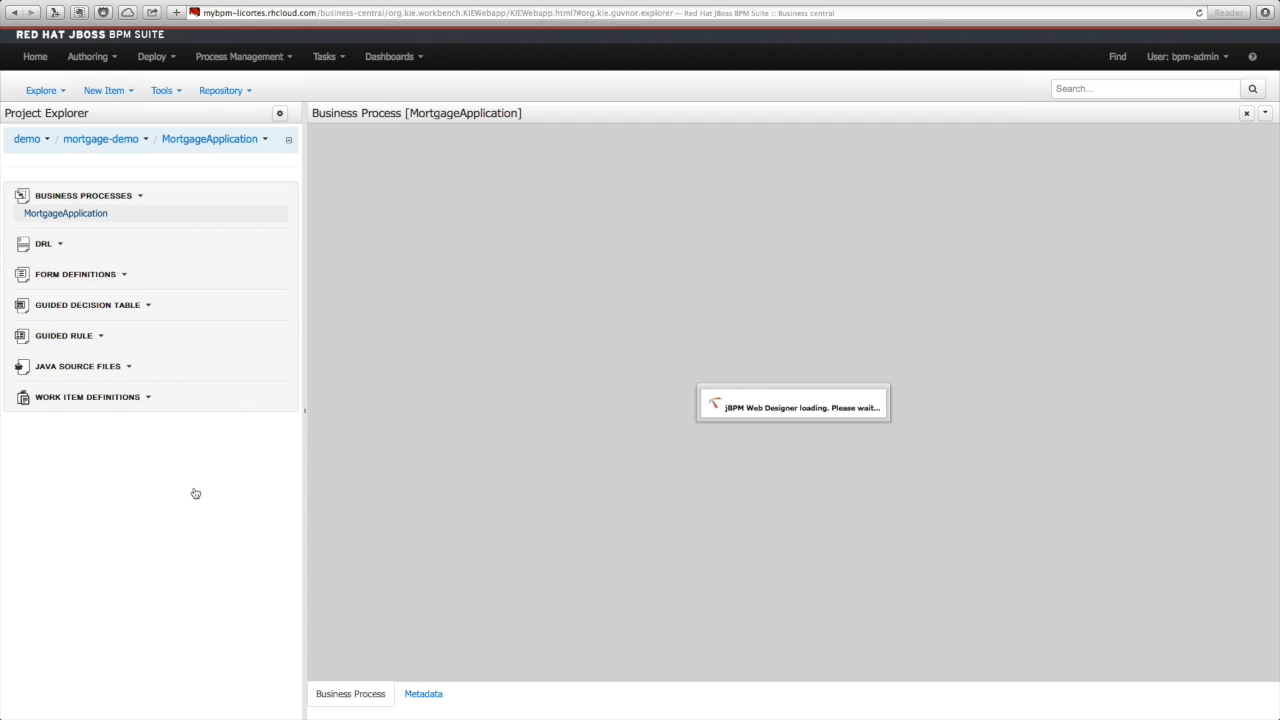 mybpm-licortes.rhcloud.com/business-central/org.kie.workbench.KIEWebapp/KIEWebapp.html?#org.kie.guvnor.explorer — Red Hat JBoss BPM Suite :: Business central
Reader
RED HAT JBOSS BPM SUITE
Home Authoring Deploy Process Management Tasks Dashboards Find User: bpm-admin
Explore New Item Tools Repository Search...
Project Explorer
Business Process [MortgageApplication]
demo / mortgage-demo / MortgageApplication
BUSINESS PROCESSES
MortgageApplication
DRL
FORM DEFINITIONS
GUIDED DECISION TABLE
GUIDED RULE
JAVA SOURCE FILES
WORK ITEM DEFINITIONS
jBPM Web Designer loading. Please wait...
Business Process Metadata